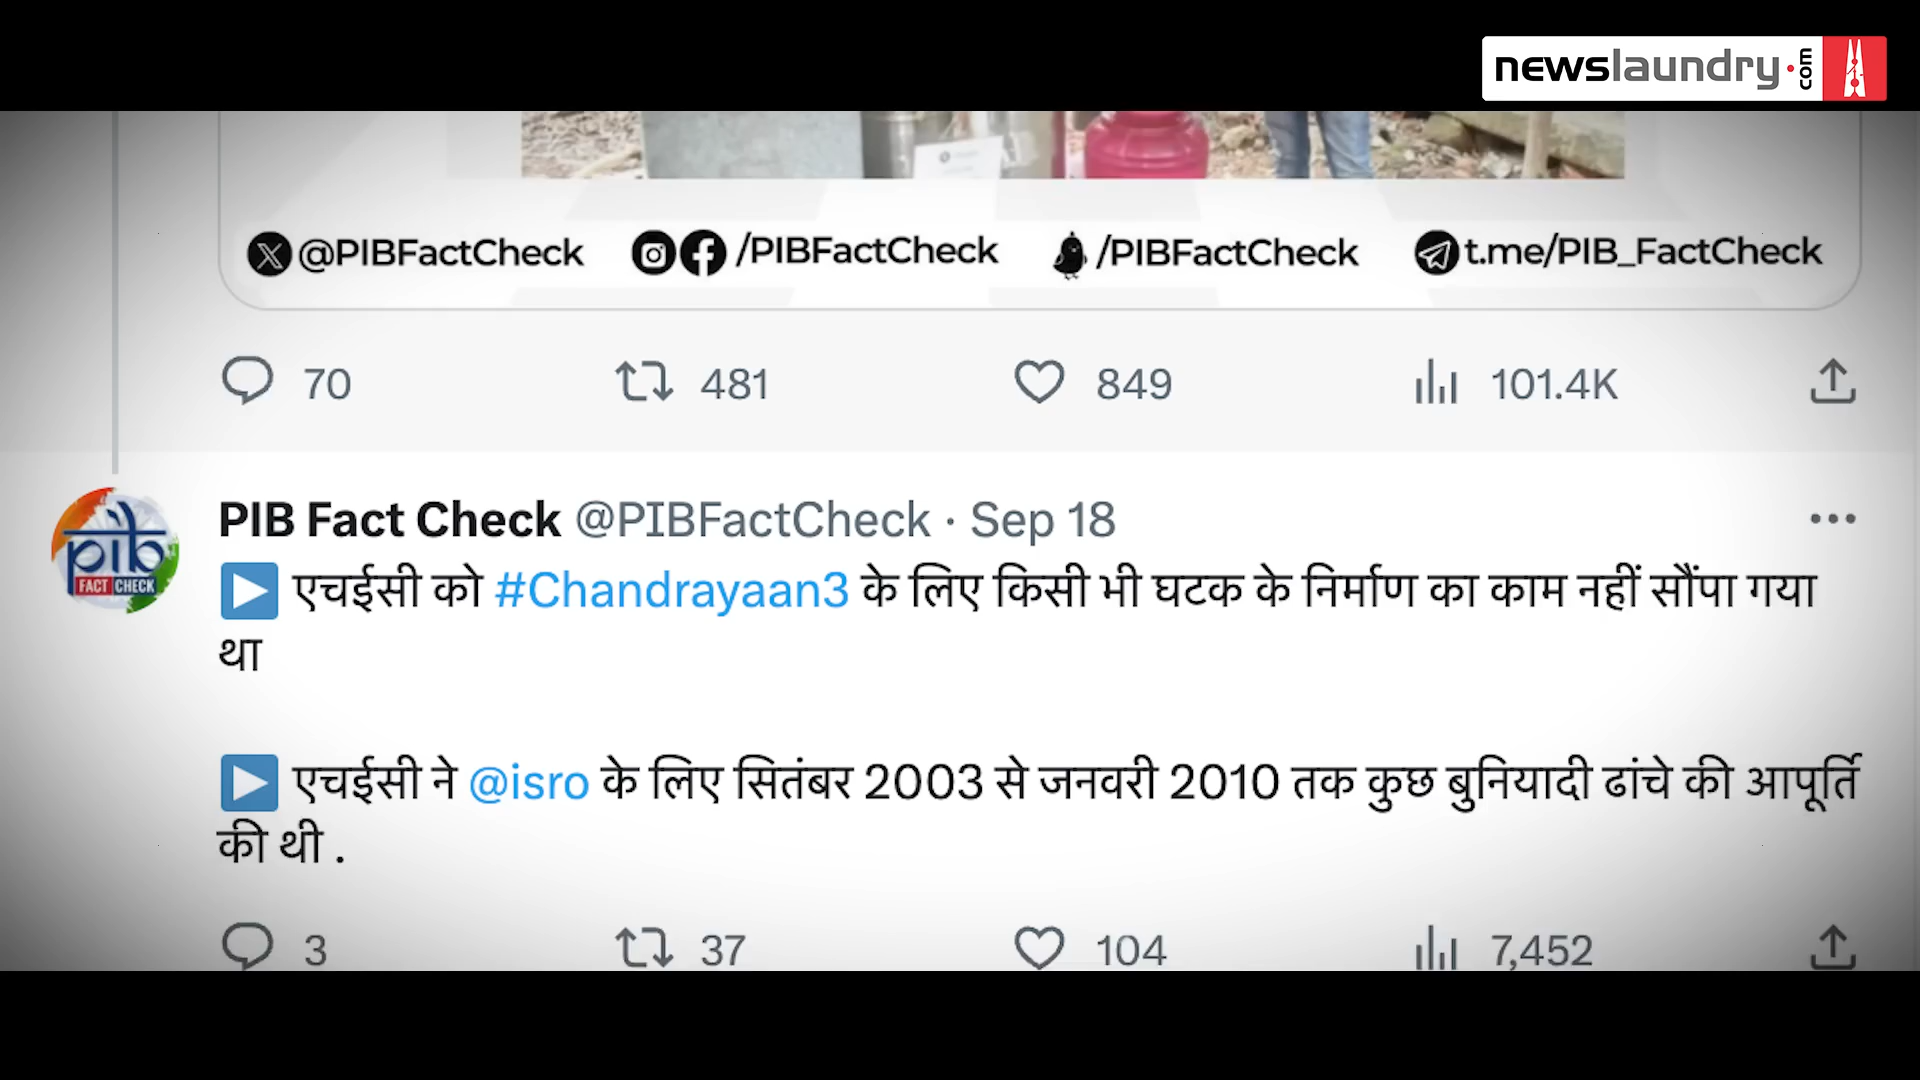 newslaundry.com
@PIBFactCheck /PIBFactCheck /PIBFactCheck t.me/PIB_FactCheck
70 481 849 101.4K
PIB Fact Check @PIBFactCheck · Sep 18
pib
FACT CHECK
▶ एचईसी को #Chandrayaan3 के लिए किसी भी घटक के निर्माण का काम नहीं सौंपा गया
था
▶ एचईसी ने @isro के लिए सितंबर 2003 से जनवरी 2010 तक कुछ बुनियादी ढांचे की आपूर्ति
की थी .
3 37 104 7,452